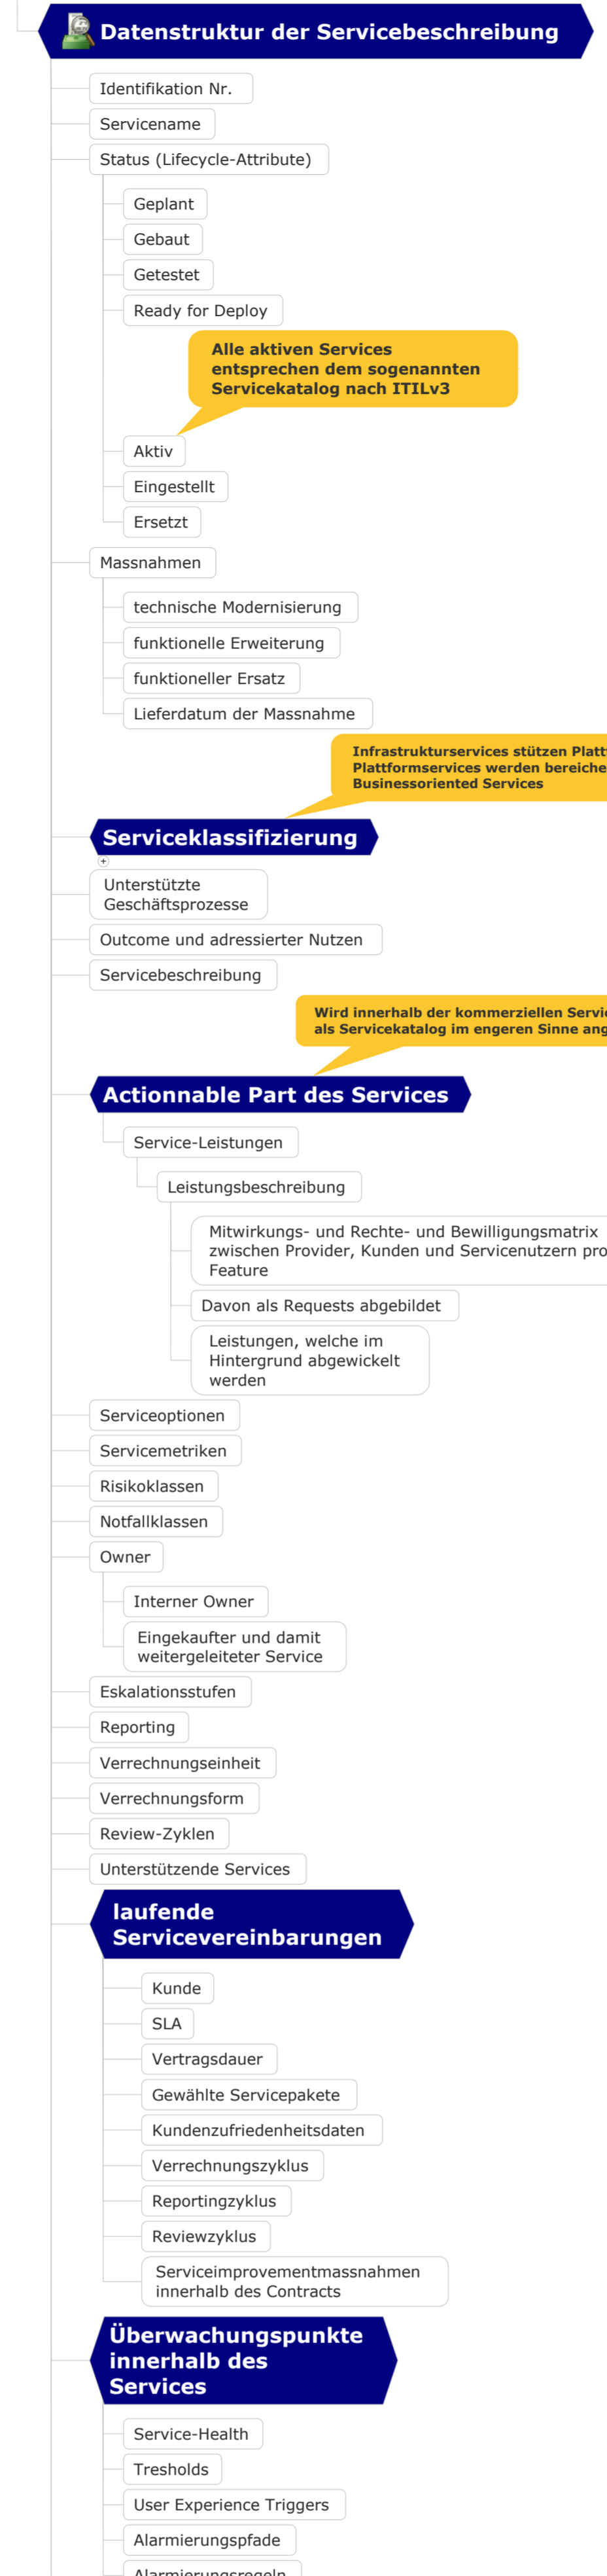 Datenstruktur der Servicebeschreibung
Identifikation Nr.
Servicename
Status (Lifecycle-Attribute)
Geplant
Gebaut
Getestet
Ready for Deploy
Alle aktiven Services
entsprechen dem sogenannten
Servicekatalog nach ITILv3
Aktiv
Eingestellt
Ersetzt
Massnahmen
technische Modernisierung
funktionelle Erweiterung
funktioneller Ersatz
Lieferdatum der Massnahme
Infrastrukturservices stützen
Plattformservices werden
Businessoriented Services
Serviceklassifizierung
Unterstützte
Geschäftsprozesse
Outcome und adressierter Nutzen
Servicebeschreibung
Wird innerhalb der kommerziellen
als Servicekatalog im engeren Sinne
Actionnable Part des Services
Service-Leistungen
Leistungsbeschreibung
Mitwirkungs- und Rechte- und Bewilligungsmatrix
zwischen Provider, Kunden und Servicenutzern pro
Feature
Davon als Requests abgebildet
Leistungen, welche im
Hintergrund abgewickelt
werden
Serviceoptionen
Servicemetriken
Risikoklassen
Notfallklassen
Owner
Interner Owner
Eingekaufter und damit
weitergeleiteter Service
Eskalationsstufen
Reporting
Verrechnungseinheit
Verrechnungsform
Review-Zyklen
Unterstützende Services
laufende
Servicevereinbarungen
Kunde
SLA
Vertragsdauer
Gewählte Servicepakete
Kundenzufriedenheitsdaten
Verrechnungszyklus
Reportingzyklus
Reviewzyklus
Serviceimprovementmassnahmen
innerhalb des Contracts
Überwachungspunkte
innerhalb des
Services
Service-Health
Tresholds
User Experience Triggers
Alarmierungspfade
Alarmierungsregeln